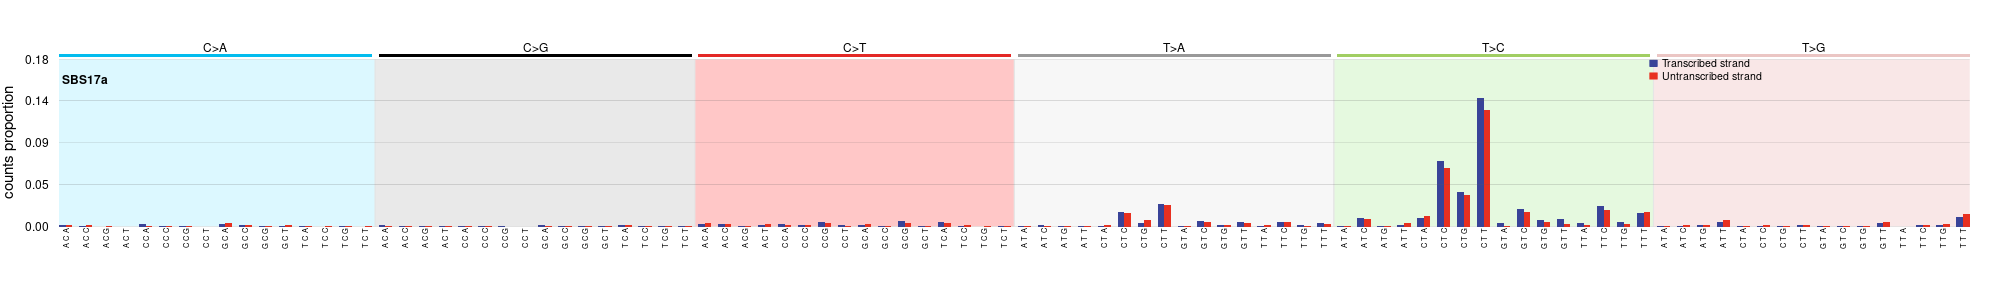 C>A C>G C>T T>A T>C T>G
0.18
SBS17a
Transcribed strand
Untranscribed strand
0.14
0.09
0.05
0.00
counts proportion
ACA ACC ACG ACT CCA CCC CCG CCT GCA GCC GCG GCT TCA TCC TCG TCT ACA ACC ACG ACT CCA CCC CCG CCT GCA GCC GCG GCT TCA TCC TCG TCT ACA ACC ACG ACT CCA CCC CCG CCT GCA GCC GCG GCT TCA TCC TCG TCT ATA ATC ATG ATT CTA CTC CTG CTT GTA GTC GTG GTT TTA TTC TTG TTT ATA ATC ATG ATT CTA CTC CTG CTT GTA GTC GTG GTT TTA TTC TTG TTT ATA ATC ATG ATT CTA CTC CTG CTT GTA GTC GTG GTT TTA TTC TTG TTT